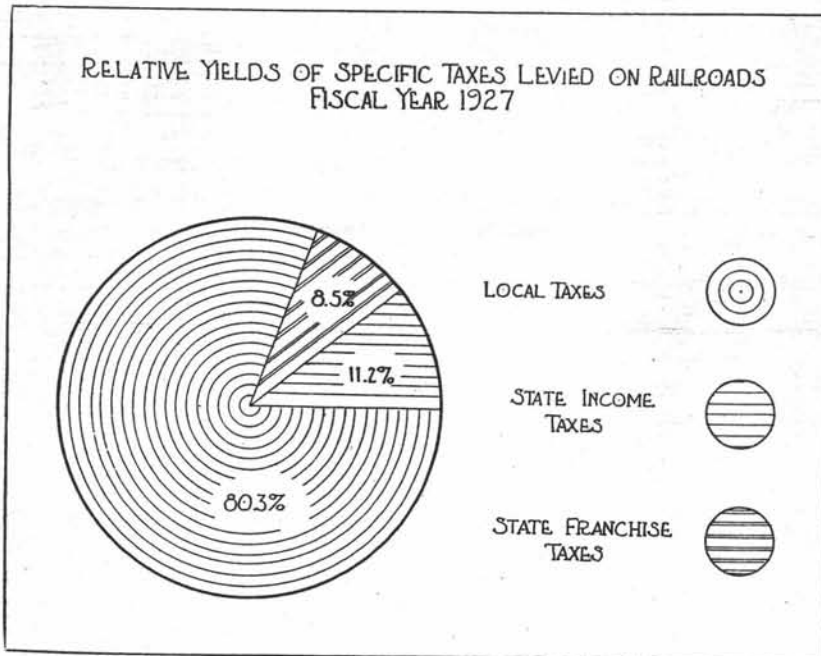 RELATIVE YIELDS OF SPECIFIC TAXES LEVIED ON RAILROADS
FISCAL YEAR 1927
8.5%
11.2%
80.3%
LOCAL TAXES
STATE INCOME
TAXES
STATE FRANCHISE
TAXES